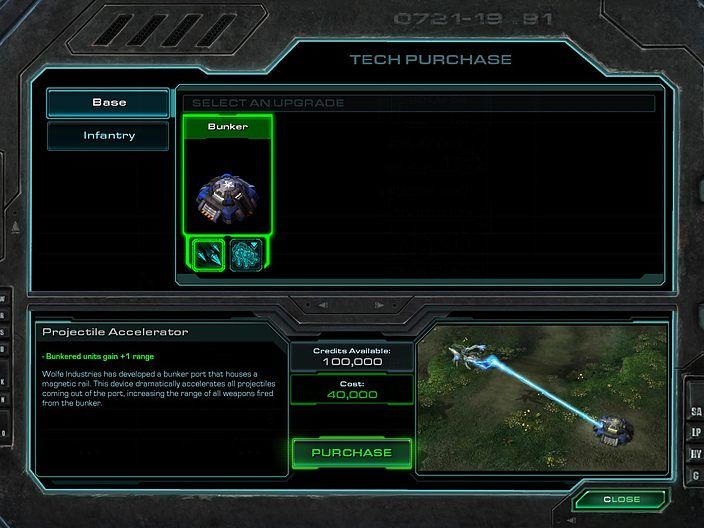 0721-19.B1
TECH PURCHASE
Base
Infantry
SELECT AN UPGRADE
Bunker
Projectile Accelerator
- Bunkered units gain +1 range
Wolfe Industries has developed a bunker port that houses a
magnetic rail. This device dramatically accelerates all projectiles
coming out of the port, increasing the range of all weapons fired
from the bunker.
Credits Available:
100,000
Cost:
40,000
PURCHASE
SA
LP
HY
G
CLOSE